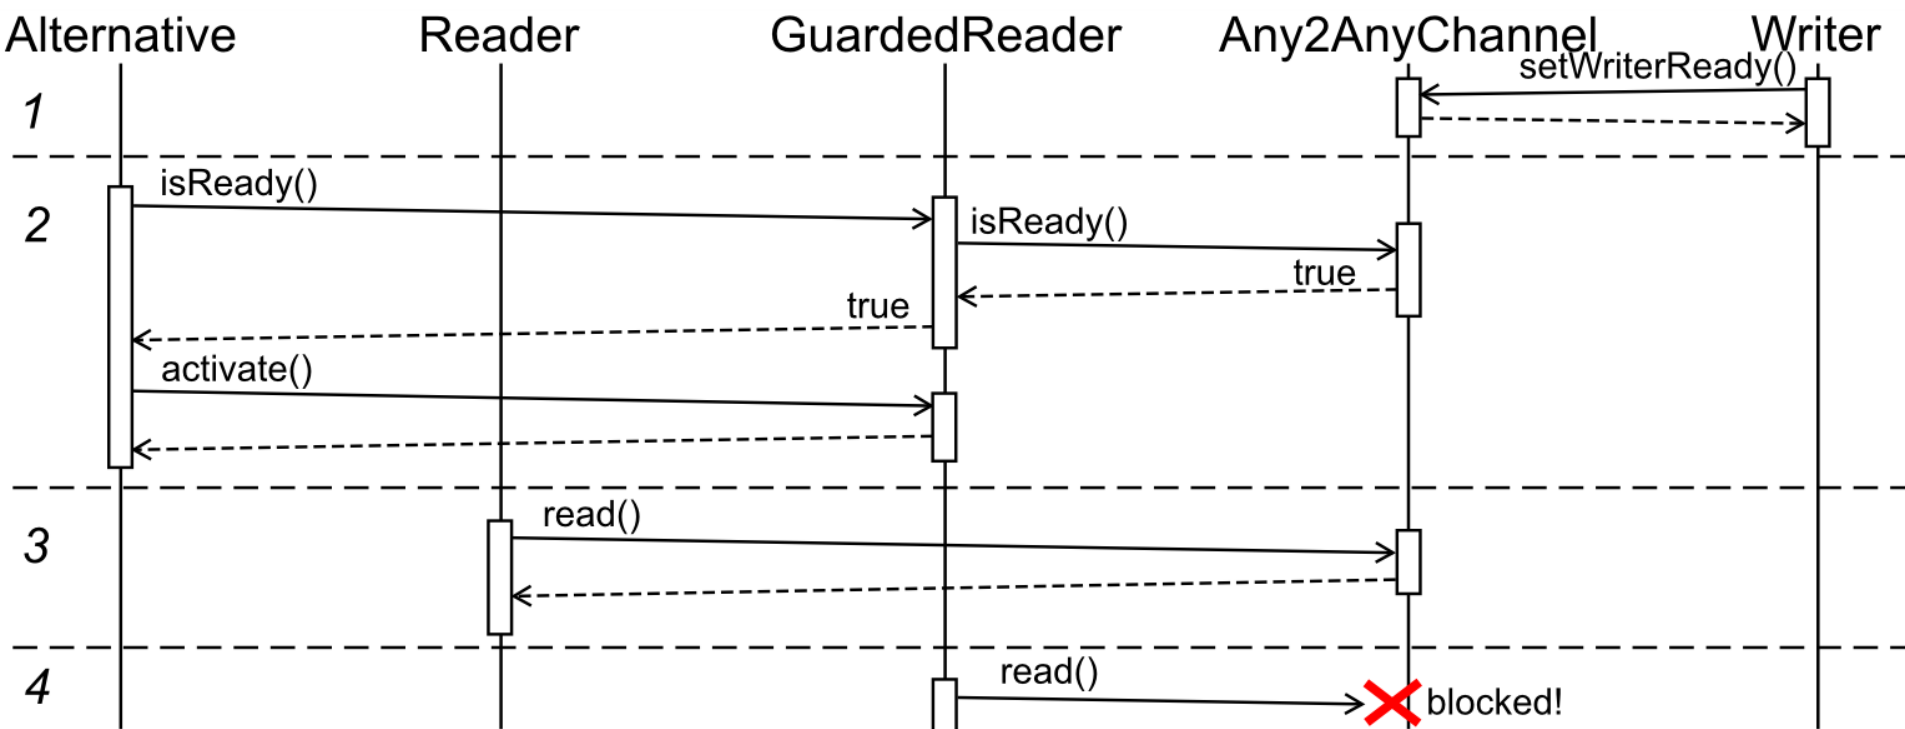 Alternative Reader GuardedReader Any2AnyChannel Writer
setWriterReady()
1
isReady()
2
isReady()
true
true
activate()
read()
3
read()
4
blocked!